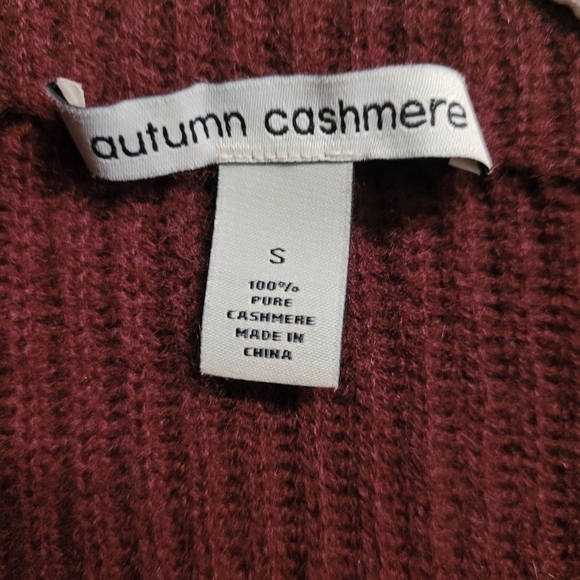 autumn cashmere
S
100%
PURE
CASHMERE
MADE IN
CHINA